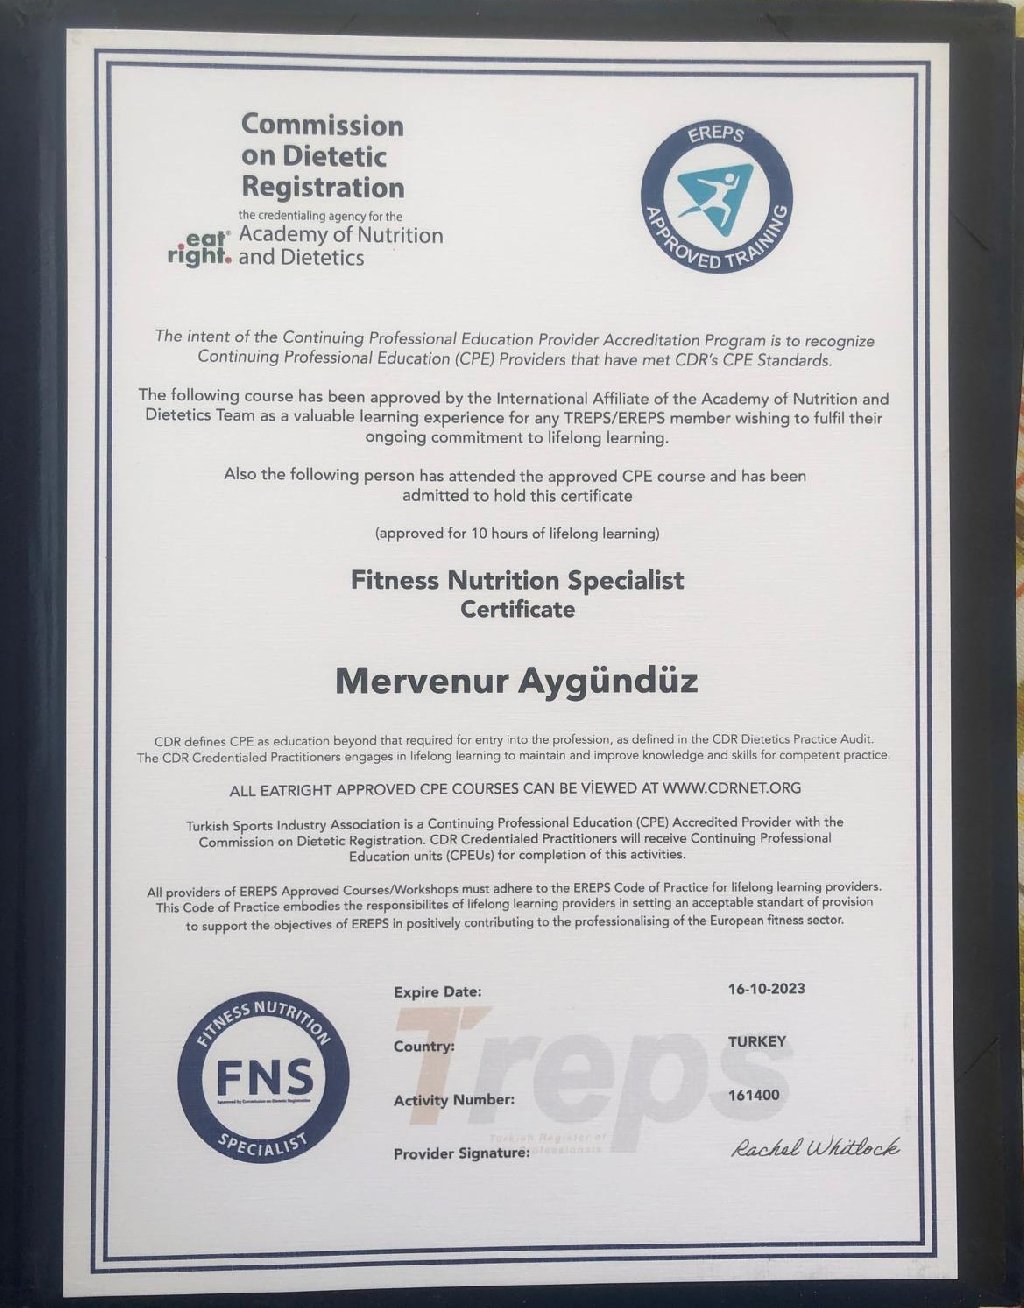 Commission
on Dietetic
Registration
the credentialing agency for the
eat® Academy of Nutrition
right. and Dietetics
EREPS
APPROVED TRAINING
The intent of the Continuing Professional Education Provider Accreditation Program is to recognize
Continuing Professional Education (CPE) Providers that have met CDR's CPE Standards.
The following course has been approved by the International Affiliate of the Academy of Nutrition and
Dietetics Team as a valuable learning experience for any TREPS/EREPS member wishing to fulfil their
ongoing commitment to lifelong learning.
Also the following person has attended the approved CPE course and has been
admitted to hold this certificate
(approved for 10 hours of lifelong learning)
Fitness Nutrition Specialist
Certificate
Mervenur Aygündüz
CDR defines CPE as education beyond that required for entry into the profession, as defined in the CDR Dietetics Practice Audit.
The CDR Credentialed Practitioners engages in lifelong learning to maintain and improve knowledge and skills for competent practice.
ALL EATRIGHT APPROVED CPE COURSES CAN BE VİEWED AT WWW.CDRNET.ORG
Turkish Sports Industry Association is a Continuing Professional Education (CPE) Accredited Provider with the
Commission on Dietetic Registration. CDR Credentialed Practitioners will receive Continuing Professional
Education units (CPEUs) for completion of this activities.
All providers of EREPS Approved Courses/Workshops must adhere to the EREPS Code of Practice for lifelong learning providers.
This Code of Practice embodies the responsibilites of lifelong learning providers in setting an acceptable standart of provision
to support the objectives of EREPS in positively contributing to the professionalising of the European fitness sector.
FITNESS NUTRITION
FNS
Approved by Commission on Dietetic Registration
SPECIALIST
Treps
Turkish Register of
Expire Date: 16-10-2023
Country: TURKEY
Activity Number: 161400
Provider Signature: Rachel Whitlock